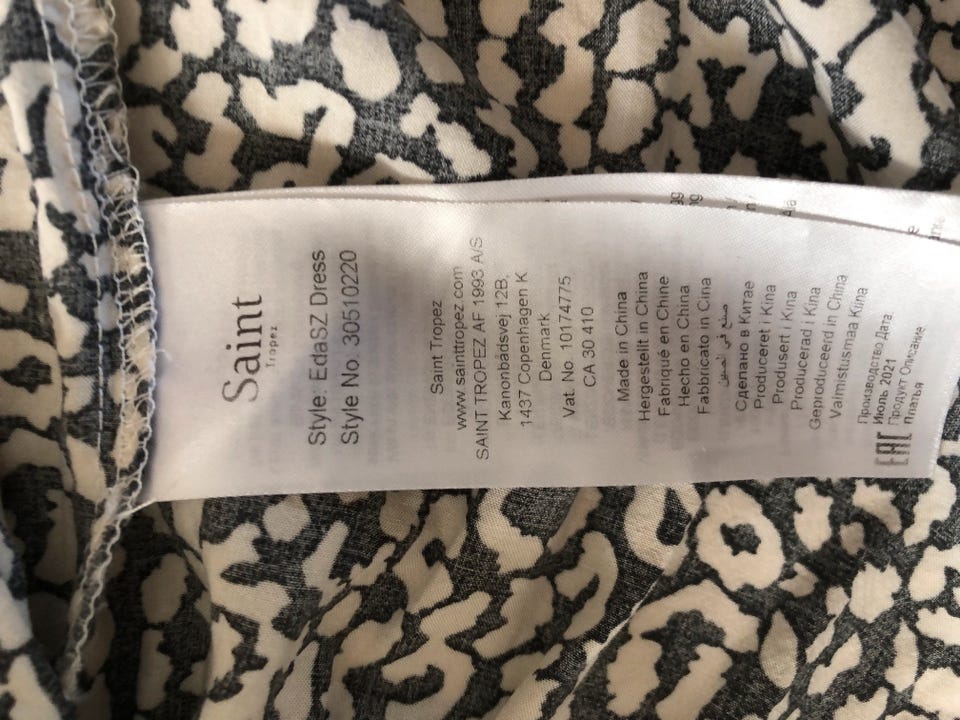 Saint
Tropez
Style: EdaSZ Dress
Style No. 30510220
Saint Tropez
www.sainttropez.com
SAINT TROPEZ AF 1993 A/S
Kanonbådsvej 12B,
1437 Copenhagen K
Denmark
Vat. No. 10174775
CA 30 410
Made in China
Hergestellt in China
Fabriqué en Chine
Hecho en China
Fabbricato in Cina
صنع في الصين
Сделано в Китае
Produceret i Kina
Produsert i Kina
Producerad i Kina
Geproduceerd in China
Valmistusmaa Kiina
Производство Дата:
Июль 2021
Продукт Описание:
Платья
EAC